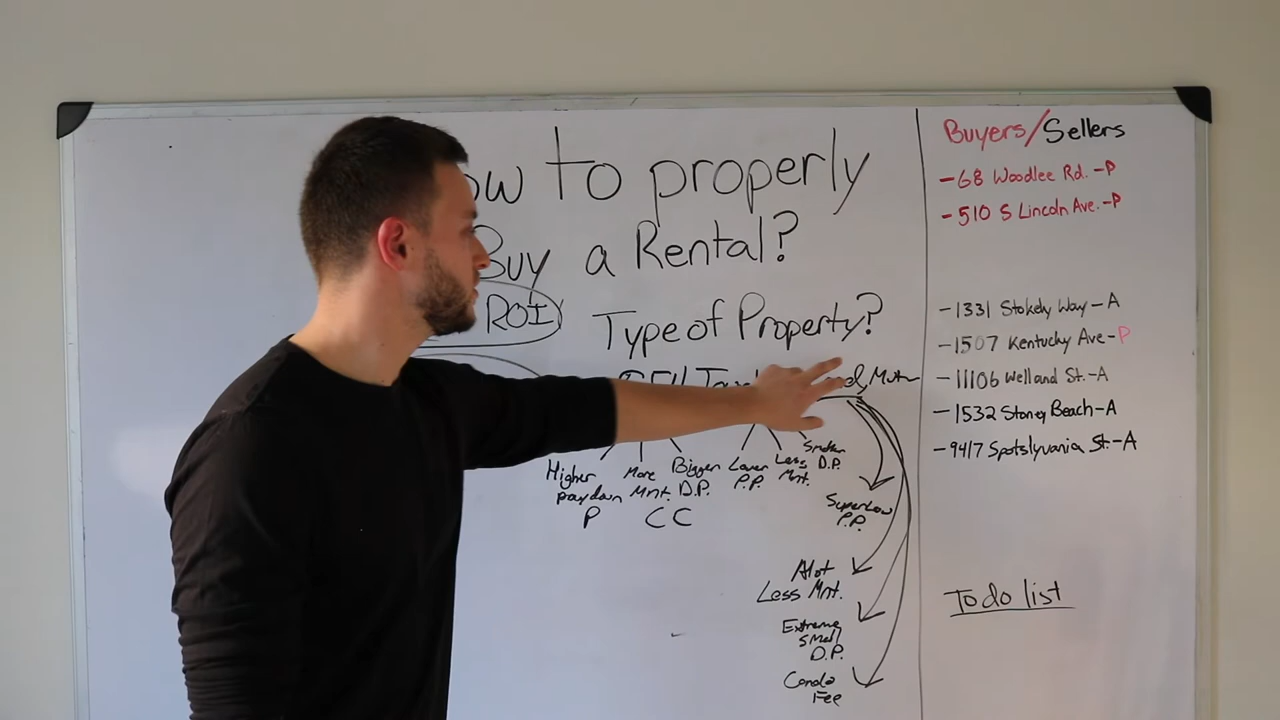 ow to properly
Buy a Rental?
ROI
Type of Property?
Higher
paydown
P
More
Mnt.
C
Bigger
D.P.
C
Lower
P.P.
Less
Mnt.
Smaller
D.P.
Super Low
P.P.
Alot
Less Mnt.
Extreme
Small
D.P.
Condo
Fee
Buyers/Sellers
-68 Woodlee Rd. -P
-510 S Lincoln Ave.-P
-1331 Stokely Way-A
-1507 Kentucky Ave-P
-11106 Welland St.-A
-1532 Stoney Beach-A
-9417 Spotslyvania St.-A
To do list